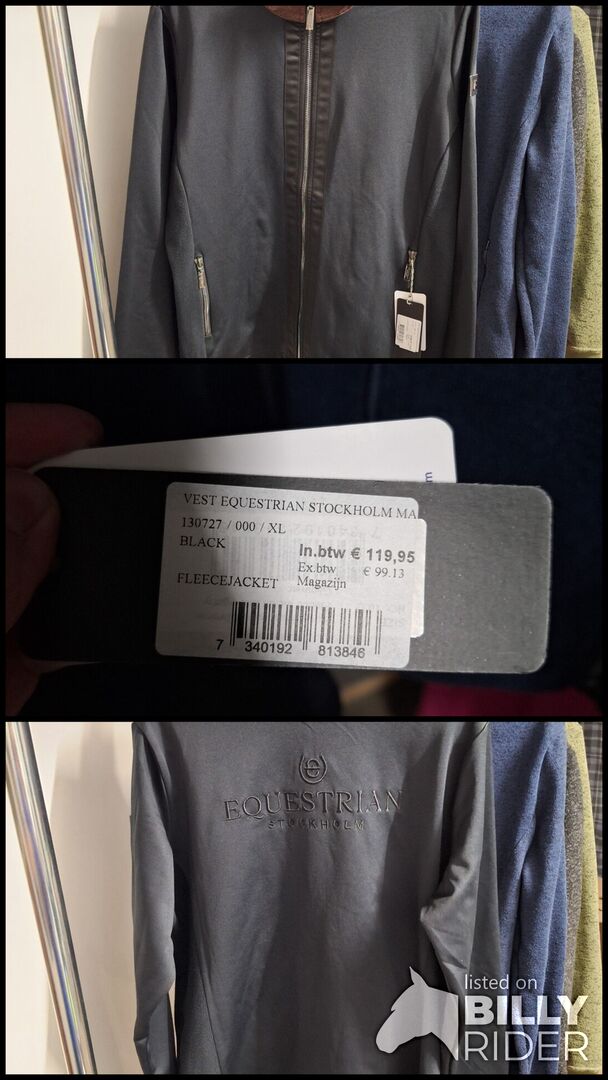 VEST EQUESTRIAN STOCKHOLM MA
130727 / 000 / XL
BLACK
In.btw € 119,95
Ex.btw € 99.13
FLEECEJACKET Magazijn
7 340192 813846
EQUESTRIAN
STOCKHOLM
listed on
BILLY
RIDER